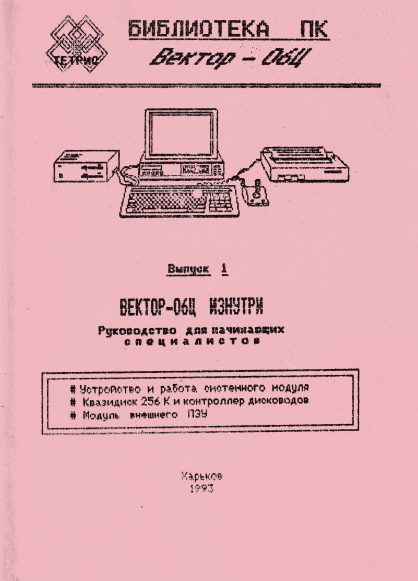 БИБЛИОТЕКА ПК
Вектор - 06Ц
ТЕТРИС
Выпуск 1
ВЕКТОР-06Ц ИЗНУТРИ
Руководство для начинающих
специалистов
# Устройство и работа системного модуля
# Квазидиск 256 К и контроллер дисководов
# Модуль внешнего ПЗУ
Харьков
1993